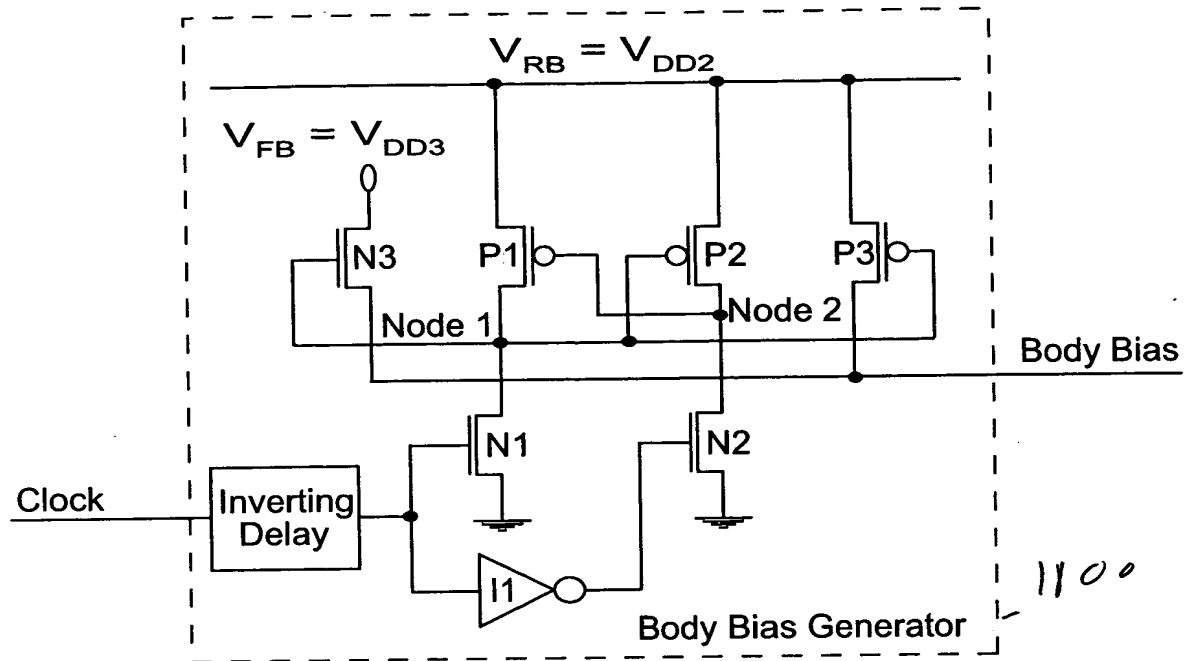 V_RB = V_DD2
V_FB = V_DD3
N3
P1
P2
P3
Node 1
Node 2
Body Bias
N1
N2
Clock
Inverting
Delay
I1
1100
Body Bias Generator